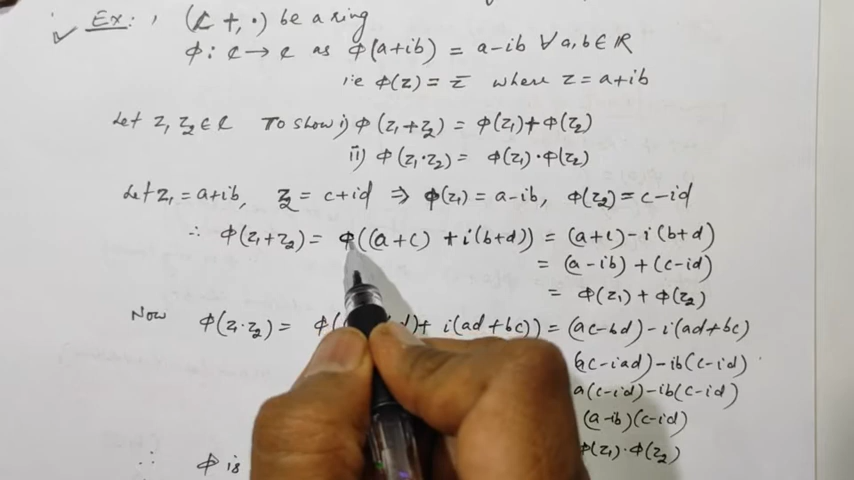 Ex: , (ℂ +, ·) be a ring
ϕ : ℂ → ℂ as ϕ(a+ib) = a-ib ∀ a, b ∈ ℝ
i.e ϕ(z) = z̅ where z = a+ib
Let z₁, z₂ ∈ ℂ To show i) ϕ(z₁+z₂) = ϕ(z₁)+ϕ(z₂)
ii) ϕ(z₁·z₂) = ϕ(z₁)·ϕ(z₂)
Let z₁ = a+ib, z₂ = c+id ⇒ ϕ(z₁) = a-ib, ϕ(z₂) = c-id
∴ ϕ(z₁+z₂) = ϕ((a+c) + i(b+d)) = (a+c) - i(b+d)
= (a-ib) + (c-id)
= ϕ(z₁) + ϕ(z₂)
Now ϕ(z₁·z₂) = ϕ( + i(ad+bc)) = (ac-bd) - i(ad+bc)
(ac-iad) - ib(c-id)
a(c-id) - ib(c-id)
(a-ib)(c-id)
ϕ(z₁)·ϕ(z₂)
∴ ϕ is